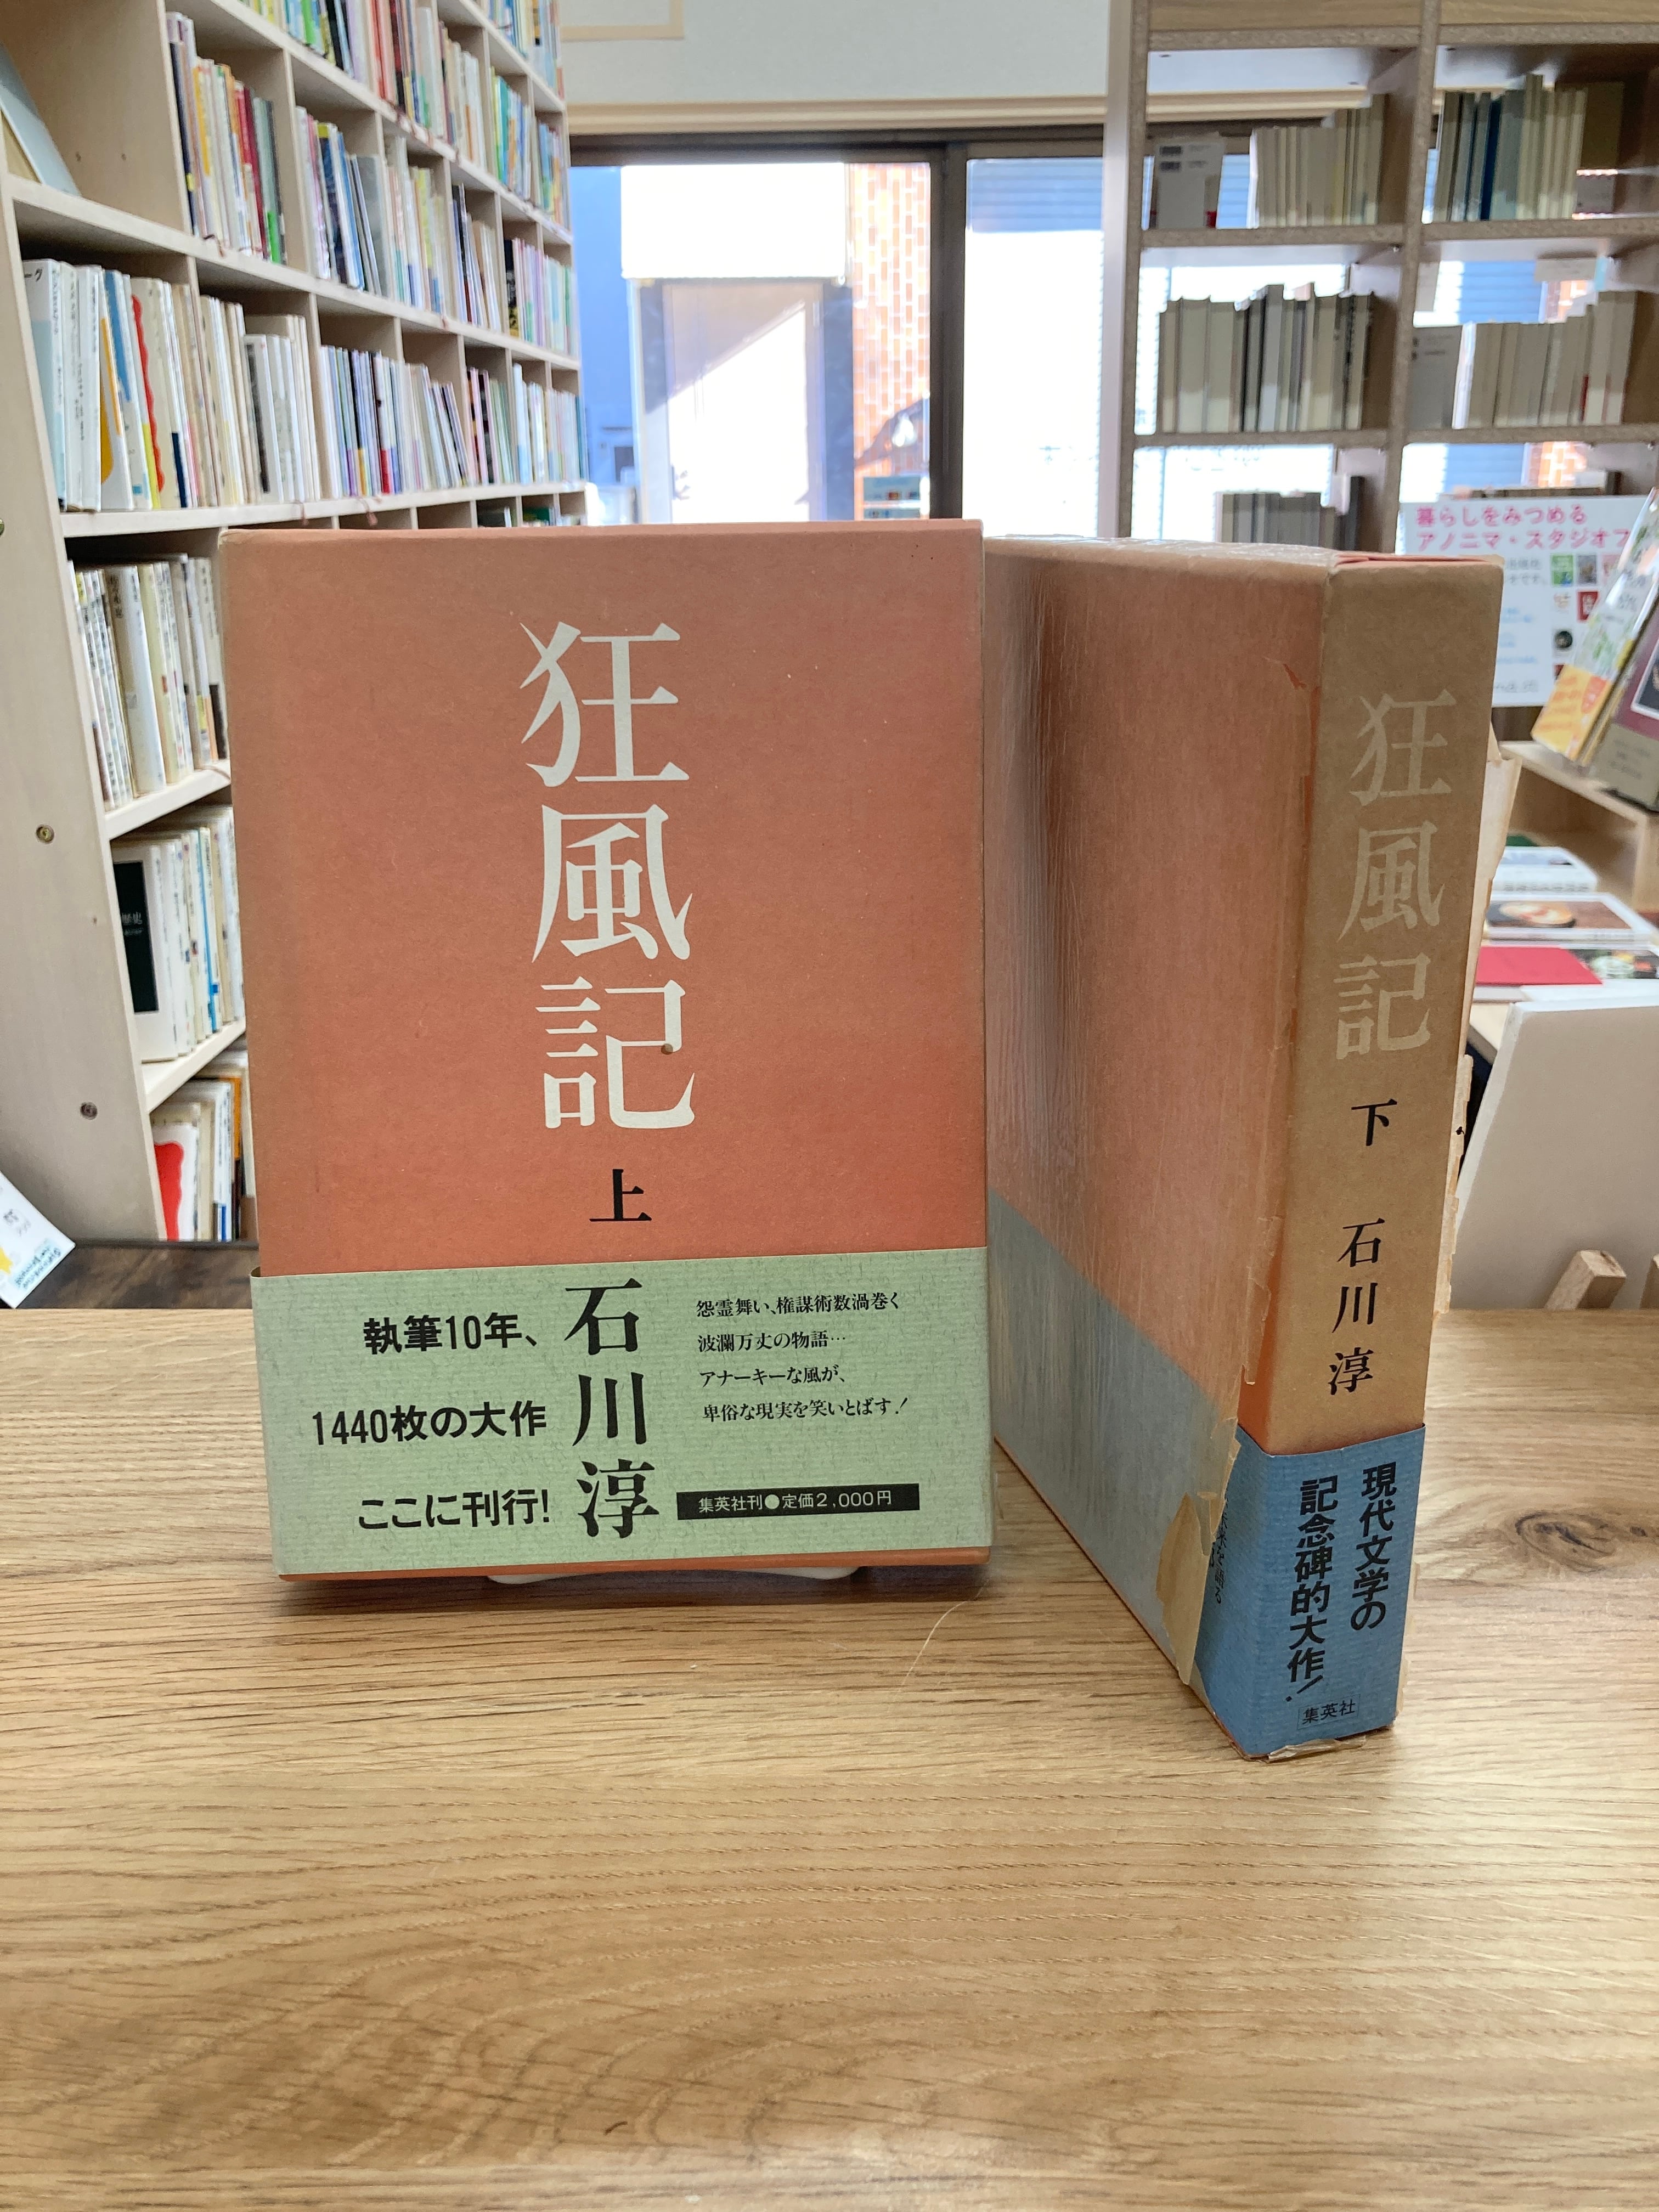 狂風記
上
石川淳
執筆10年、
1440枚の大作
ここに刊行!
怨霊舞い、権謀術数渦巻く
波瀾万丈の物語…
アナーキーな風が、
卑俗な現実を笑いとばす!
集英社刊●定価2,000円
狂風記
下
石川淳
現代文学の
記念碑的大作!
集英社
暮らしをみつめる
アノニマ・スタジオ